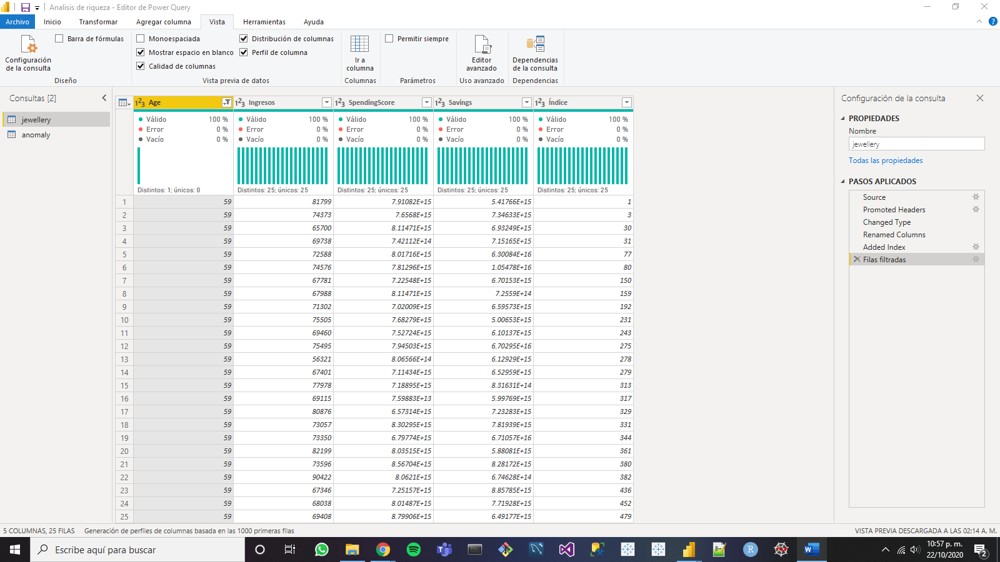 Analisis de riqueza - Editor de Power Query
Archivo Inicio Transformar Agregar columna Vista Herramientas Ayuda
Configuración de la consulta
Barra de fórmulas
Diseño
Monoespaciada
Mostrar espacio en blanco
Calidad de columnas
Distribución de columnas
Perfil de columna
Vista previa de datos
Ir a columna
Columnas
Permitir siempre
Parámetros
Editor avanzado
Uso avanzado
Dependencias de la consulta
Dependencias
Consultas [2]
jewellery
anomaly
Age Ingresos SpendingScore Savings Índice
Válido 100 % Válido 100 % Válido 100 % Válido 100 % Válido 100 %
Error 0 % Error 0 % Error 0 % Error 0 % Error 0 %
Vacío 0 % Vacío 0 % Vacío 0 % Vacío 0 % Vacío 0 %
Distintos: 1; únicos: 0 Distintos: 25; únicos: 25 Distintos: 25; únicos: 25 Distintos: 25; únicos: 25 Distintos: 25; únicos: 25
1 59 81799 7.91082E+15 5.41766E+15 1
2 59 74373 7.6568E+15 7.34633E+15 3
3 59 65700 8.11471E+15 6.93249E+15 30
4 59 69738 7.42112E+14 7.15165E+15 31
5 59 72588 8.01716E+15 6.30084E+16 77
6 59 74576 7.81296E+15 1.05478E+16 80
7 59 67781 7.22548E+15 6.70153E+15 150
8 59 67988 8.11471E+15 7.2559E+14 159
9 59 71302 7.02009E+15 6.59573E+15 192
10 59 75505 7.68279E+15 5.00653E+15 231
11 59 69460 7.52724E+15 6.10137E+15 243
12 59 75495 7.94503E+15 6.70295E+16 275
13 59 56321 8.06566E+14 6.12929E+15 278
14 59 67401 7.11434E+15 6.52959E+15 279
15 59 77978 7.18895E+15 8.31631E+14 313
16 59 69115 7.59883E+13 5.99769E+15 317
17 59 80876 6.57314E+15 7.23283E+15 329
18 59 73057 8.30295E+15 7.81939E+15 331
19 59 73350 6.79774E+15 6.71056E+16 344
20 59 82199 8.03515E+15 5.88081E+15 361
21 59 73596 8.56704E+15 8.28172E+15 380
22 59 90422 8.0621E+15 6.74628E+14 382
23 59 67346 7.25157E+15 8.85785E+15 436
24 59 68038 8.01487E+15 7.71928E+15 452
25 59 69408 8.79906E+15 6.49177E+15 479
Configuración de la consulta
PROPIEDADES
Nombre
jewellery
Todas las propiedades
PASOS APLICADOS
Source
Promoted Headers
Changed Type
Renamed Columns
Added Index
Filas filtradas
5 COLUMNAS, 25 FILAS Generación de perfiles de columnas basada en las 1000 primeras filas VISTA PREVIA DESCARGADA A LAS 02:14 A. M.
Escribe aquí para buscar
10:57 p. m.
22/10/2020
2